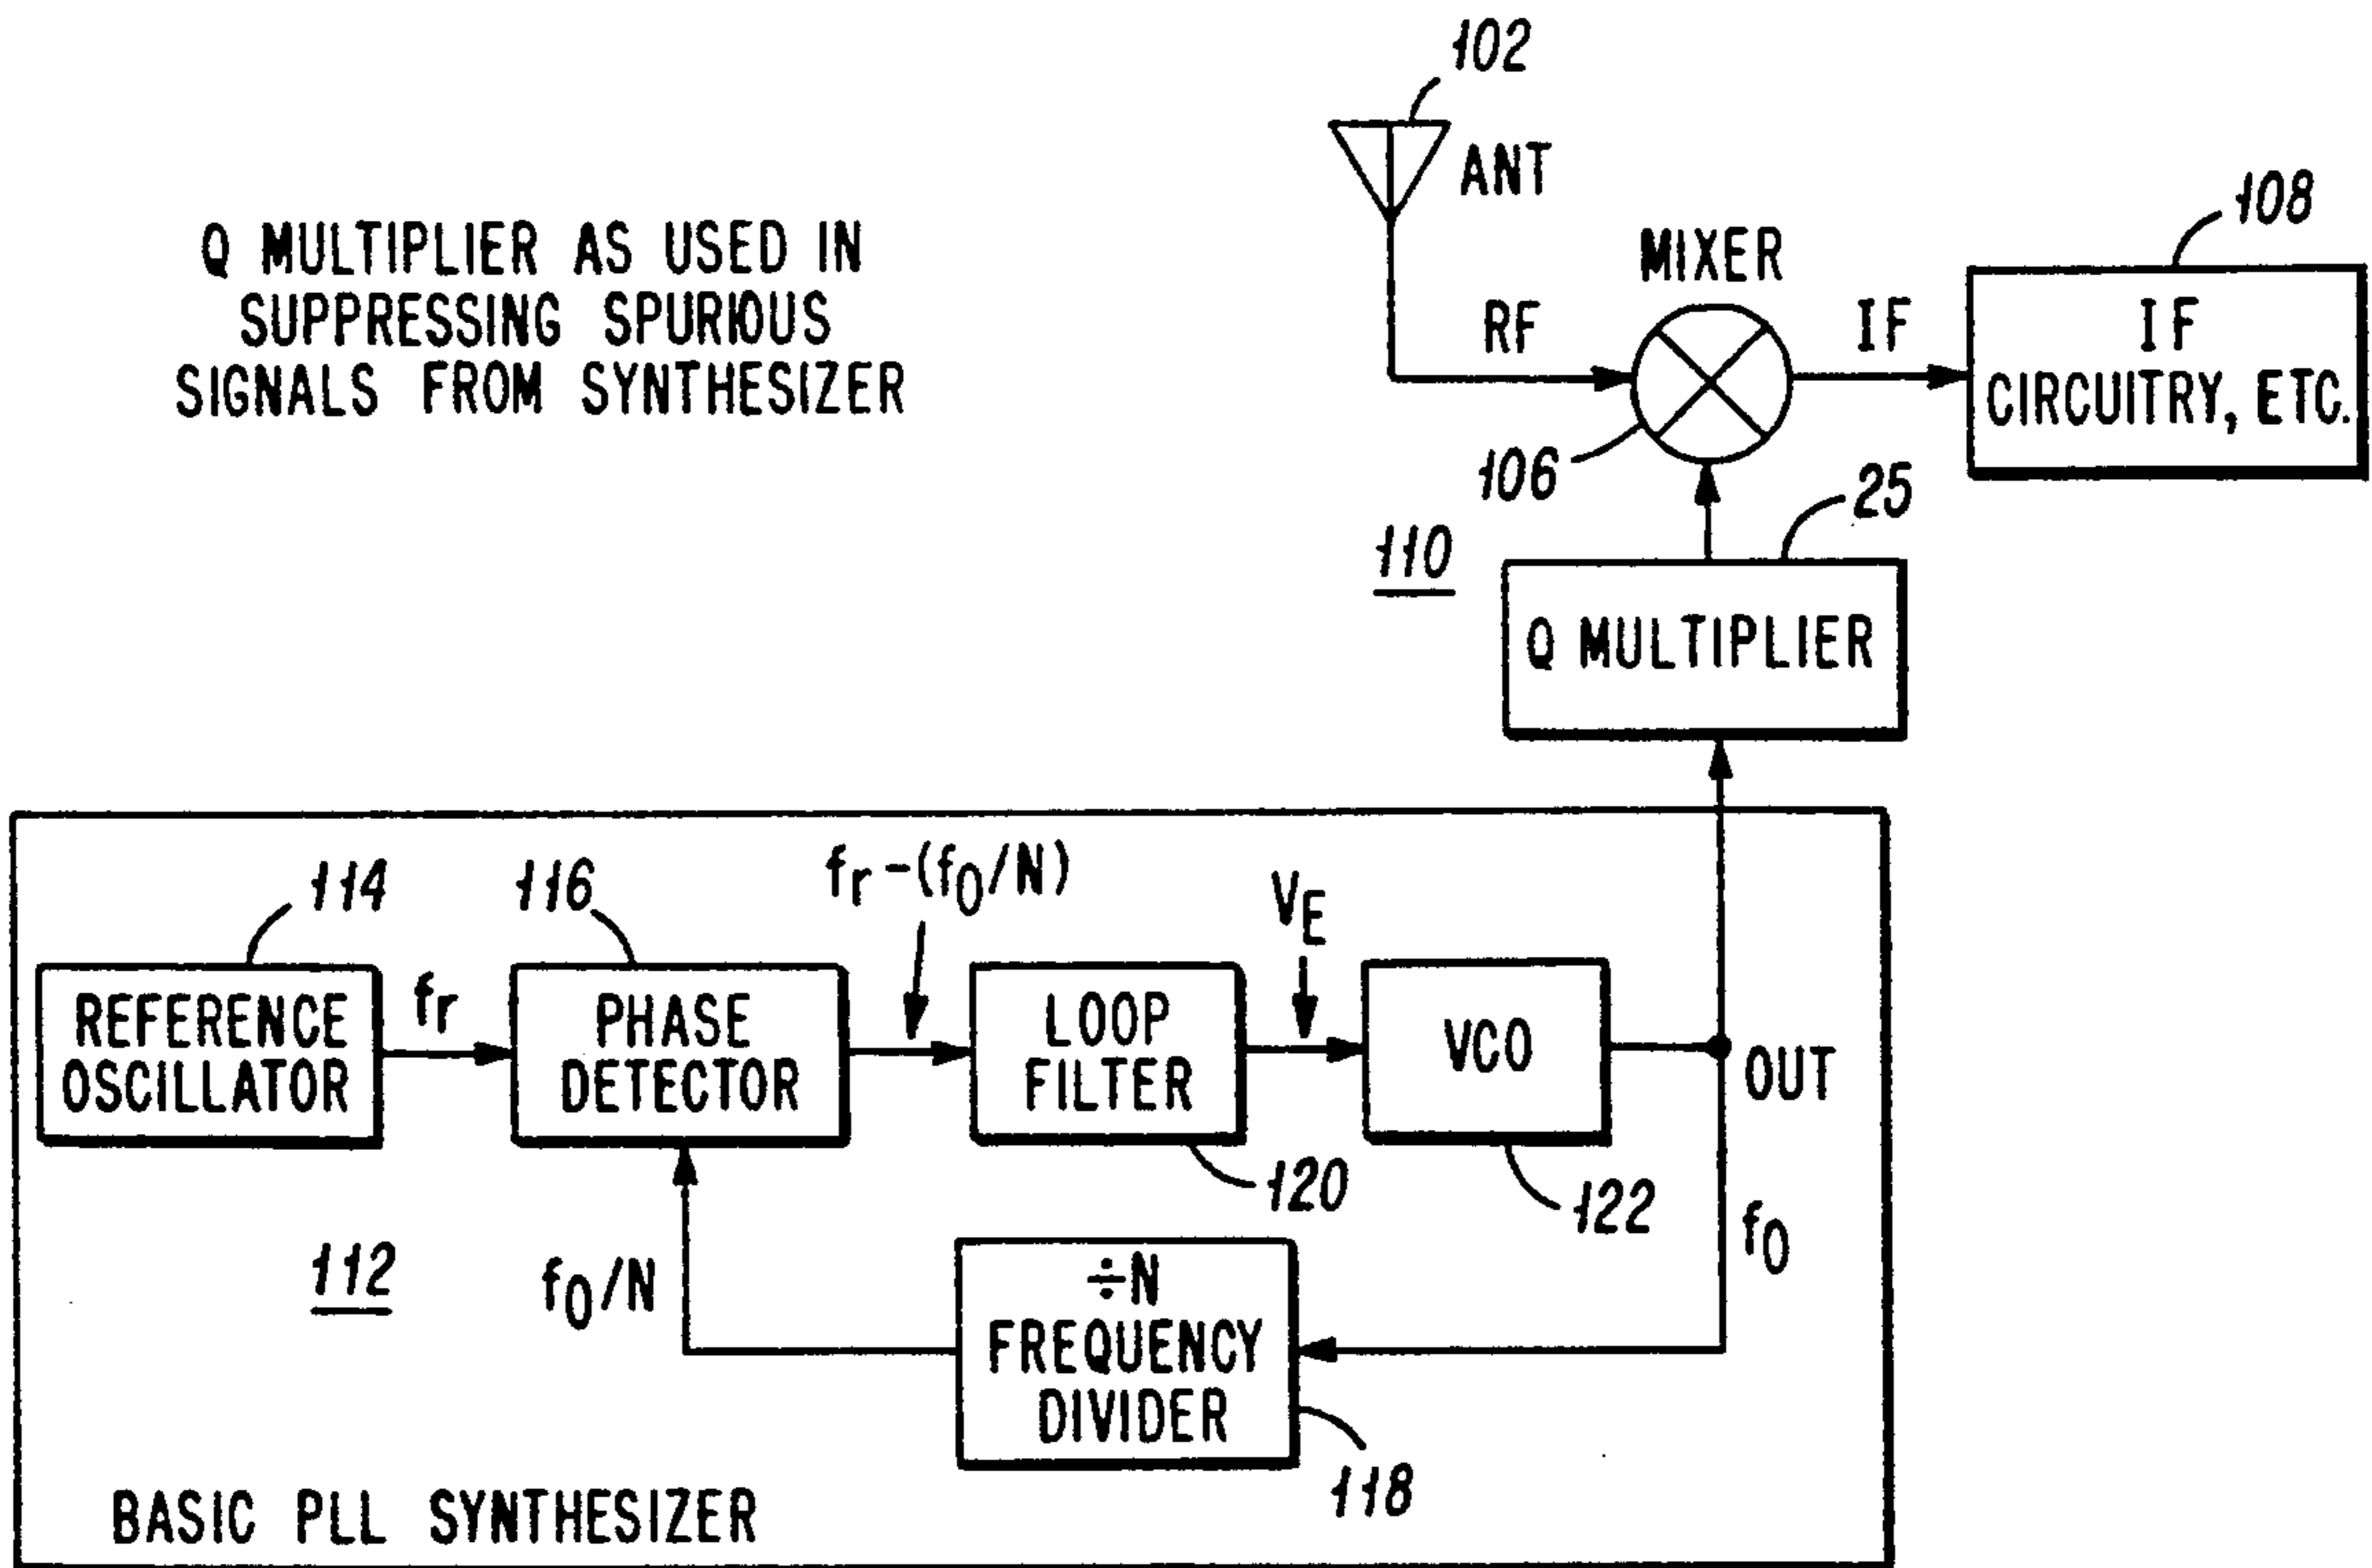 102
ANT
108
Q MULTIPLIER AS USED IN
SUPPRESSING SPURIOUS
SIGNALS FROM SYNTHESIZER
MIXER
RF
IF
IF
CIRCUITRY, ETC.
106
25
110
Q MULTIPLIER
114
116
fr-(f0/N)
VE
REFERENCE
OSCILLATOR
fr
PHASE
DETECTOR
LOOP
FILTER
VCO
OUT
120
122
112
f0/N
÷N
FREQUENCY
DIVIDER
f0
118
BASIC PLL SYNTHESIZER